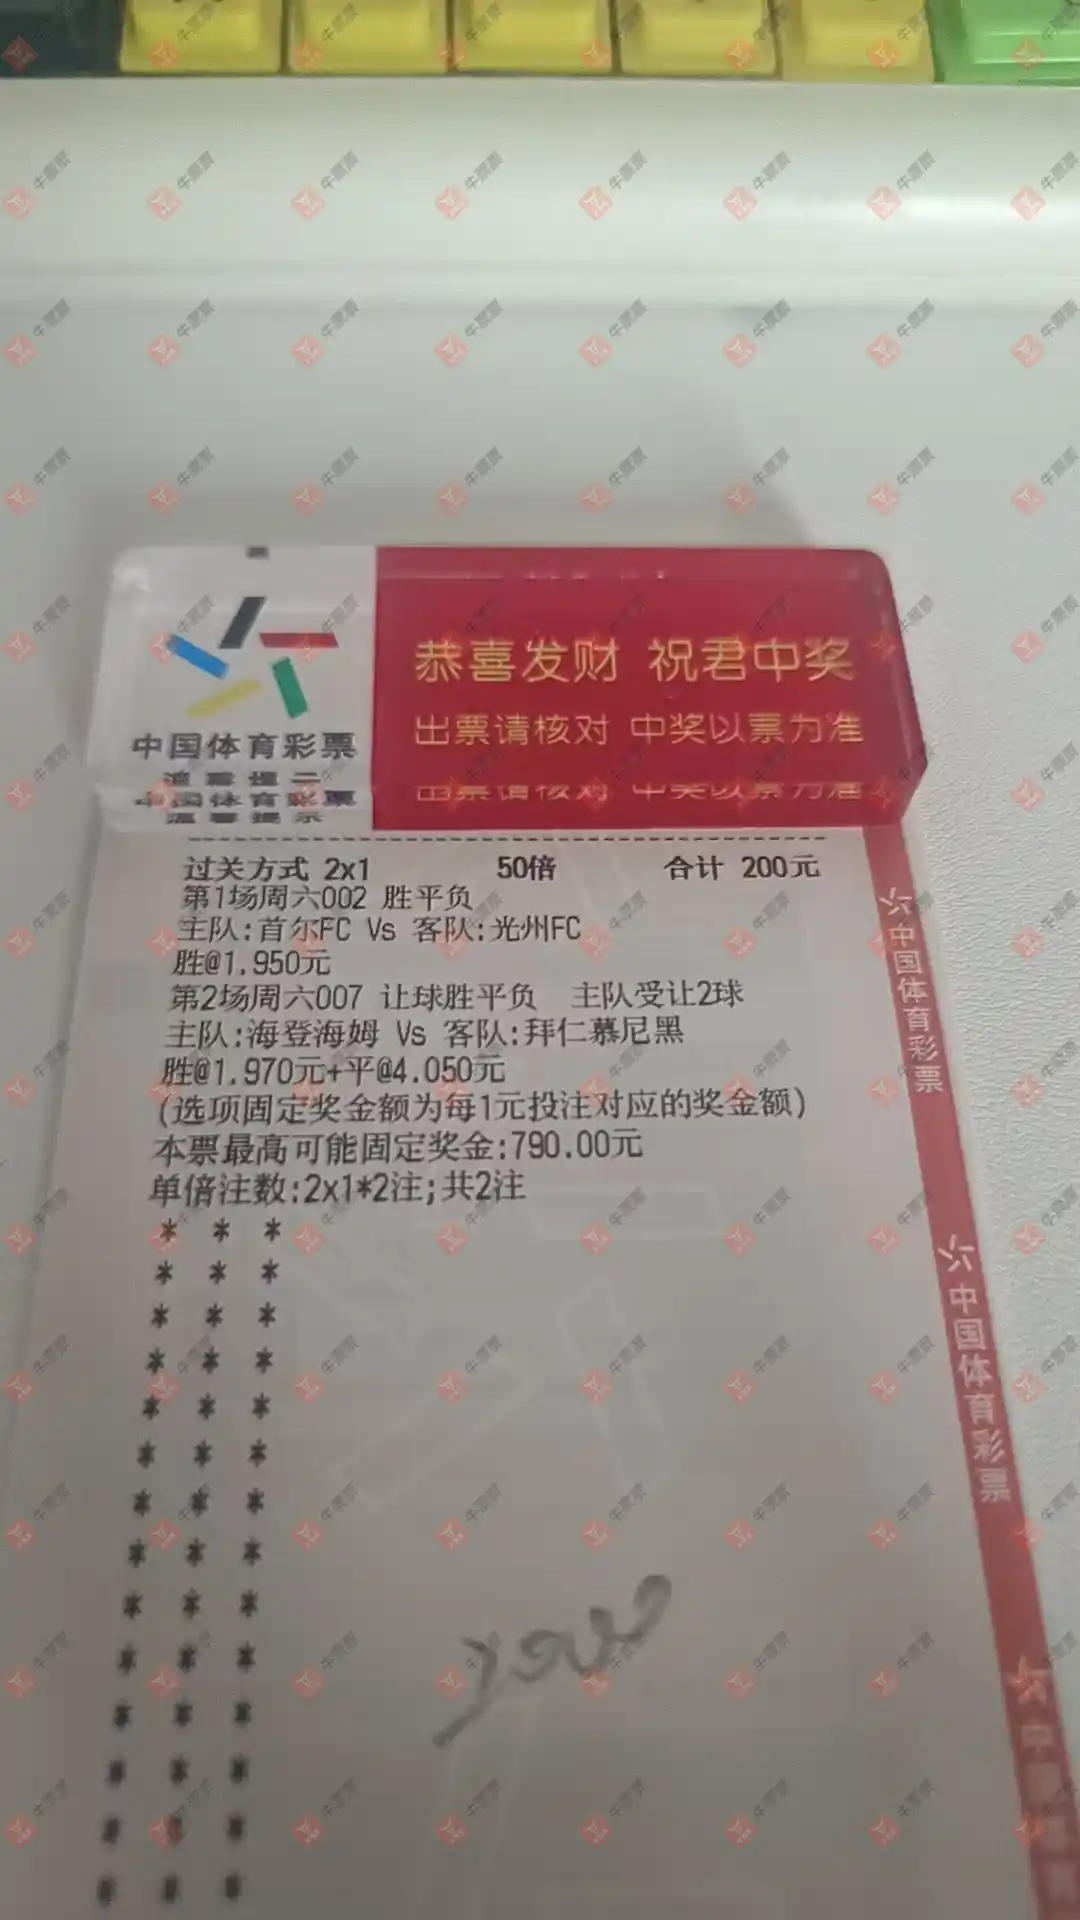 恭喜发财 祝君中奖
中国体育彩票
出票请核对 中奖以票为准
过关方式 2x1 50倍 合计 200元
第1场周六002 胜平负
主队:首尔FC Vs 客队:光州FC
胜@1.950元
第2场周六007 让球胜平负 主队受让2球
主队:海登海姆 Vs 客队:拜仁慕尼黑
胜@1.970元+平@4.050元
(选项固定奖金额为每1元投注对应的奖金额)
本票最高可能固定奖金:790.00元
单倍注数:2x1*2注;共2注
* * *
* * *
* * *
* * *
* * *
* * *
* * *
* * *
* * *
* * *
* * *
* * *
* * *
* * *
中国体育彩票
中国体育彩票
牛票票